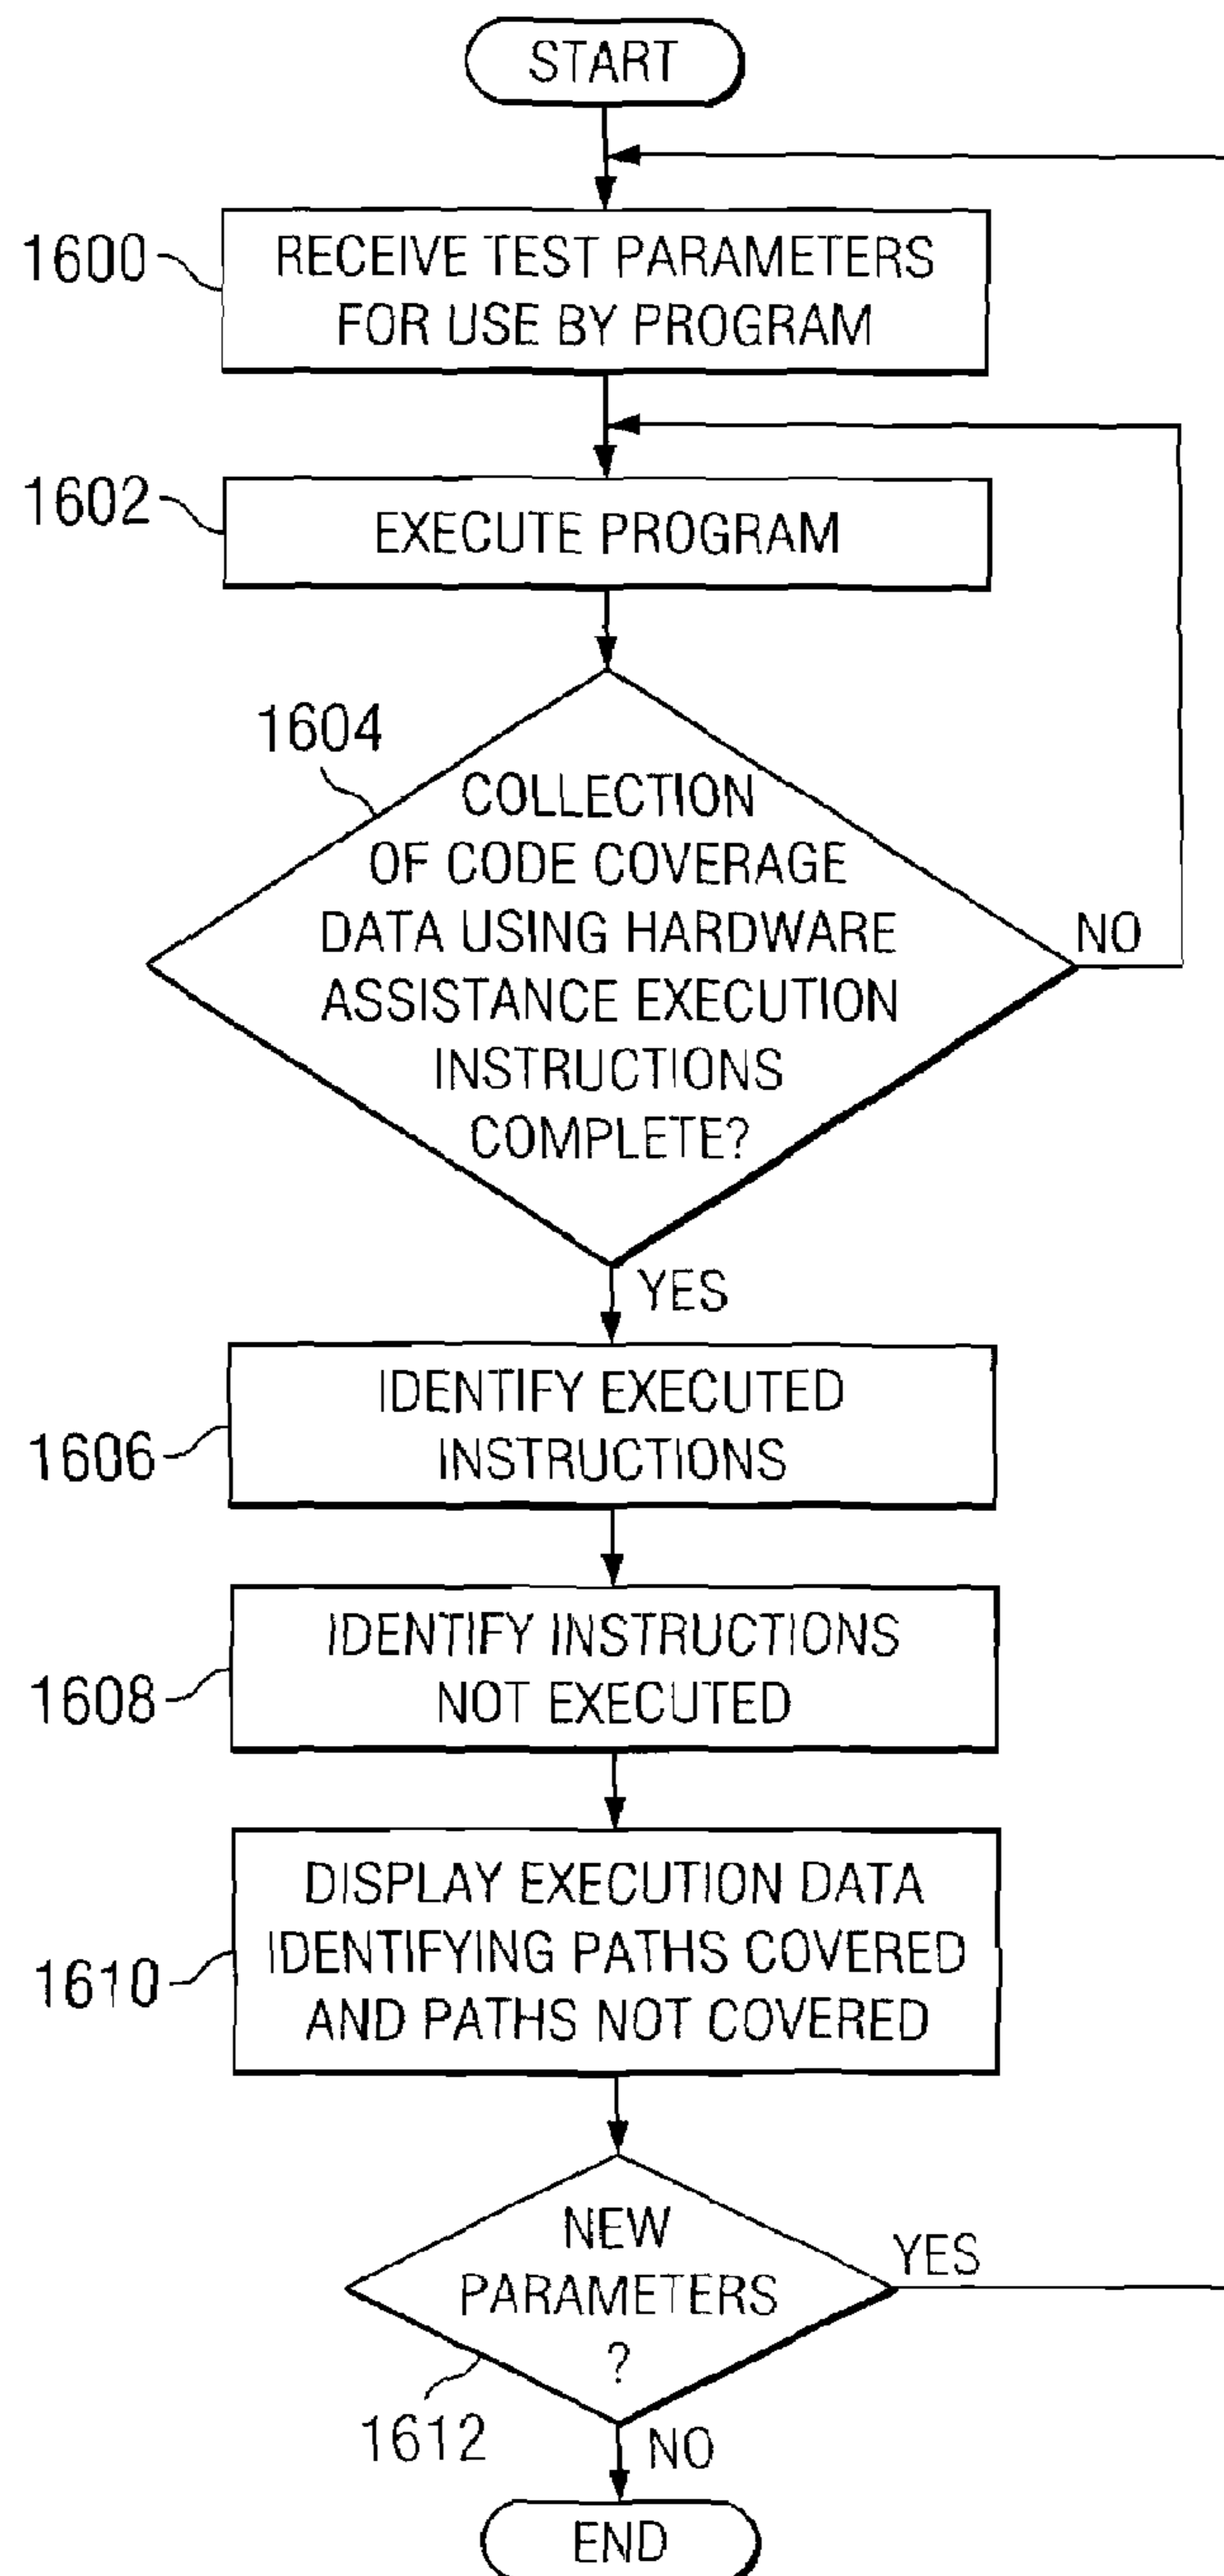 START
1600
RECEIVE TEST PARAMETERS
FOR USE BY PROGRAM
1602
EXECUTE PROGRAM
1604
COLLECTION
OF CODE COVERAGE
DATA USING HARDWARE
ASSISTANCE EXECUTION
INSTRUCTIONS
COMPLETE?
NO
YES
1606
IDENTIFY EXECUTED
INSTRUCTIONS
1608
IDENTIFY INSTRUCTIONS
NOT EXECUTED
1610
DISPLAY EXECUTION DATA
IDENTIFYING PATHS COVERED
AND PATHS NOT COVERED
NEW
PARAMETERS
?
YES
1612
NO
END